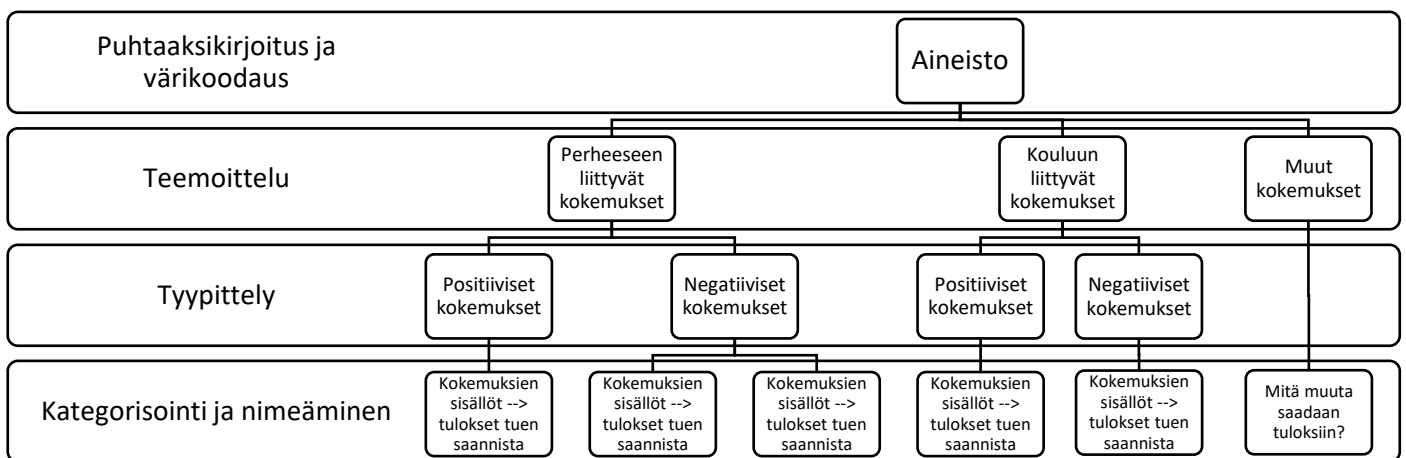 Puhtaaksikirjoitus ja
värikoodaus
Aineisto
Teemoittelu
Perheeseen
liittyvät
kokemukset
Kouluun
liittyvät
kokemukset
Muut
kokemukset
Tyypittely
Positiiviset
kokemukset
Negatiiviset
kokemukset
Positiiviset
kokemukset
Negatiiviset
kokemukset
Kategorisointi ja nimeäminen
Kokemuksien
sisällöt -->
tulokset tuen
saannista
Kokemuksien
sisällöt -->
tulokset tuen
saannista
Kokemuksien
sisällöt -->
tulokset tuen
saannista
Kokemuksien
sisällöt -->
tulokset tuen
saannista
Kokemuksien
sisällöt -->
tulokset tuen
saannista
Mitä muuta
saadaan
tuloksiin?